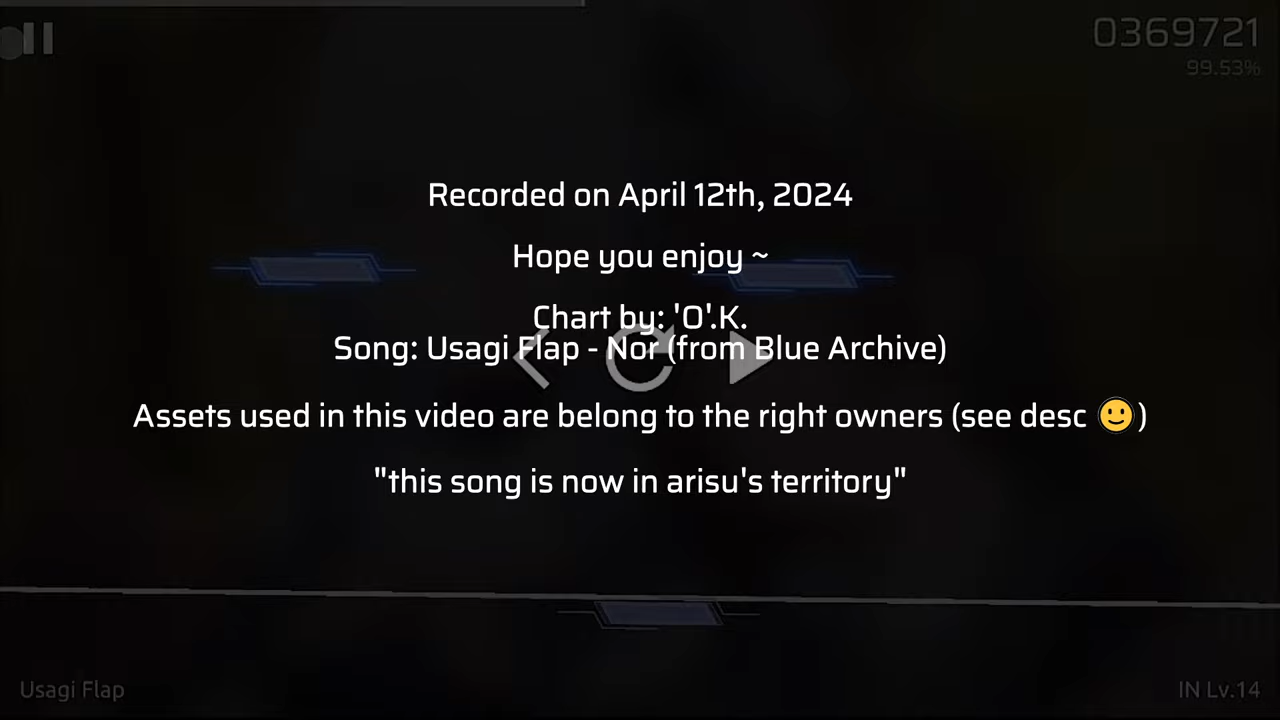 0369721
99.53%
Recorded on April 12th, 2024
Hope you enjoy ~
Chart by: 'O'.K.
Song: Usagi Flap - Nor (from Blue Archive)
Assets used in this video are belong to the right owners (see desc 🙂)
"this song is now in arisu's territory"
Usagi Flap
IN Lv.14